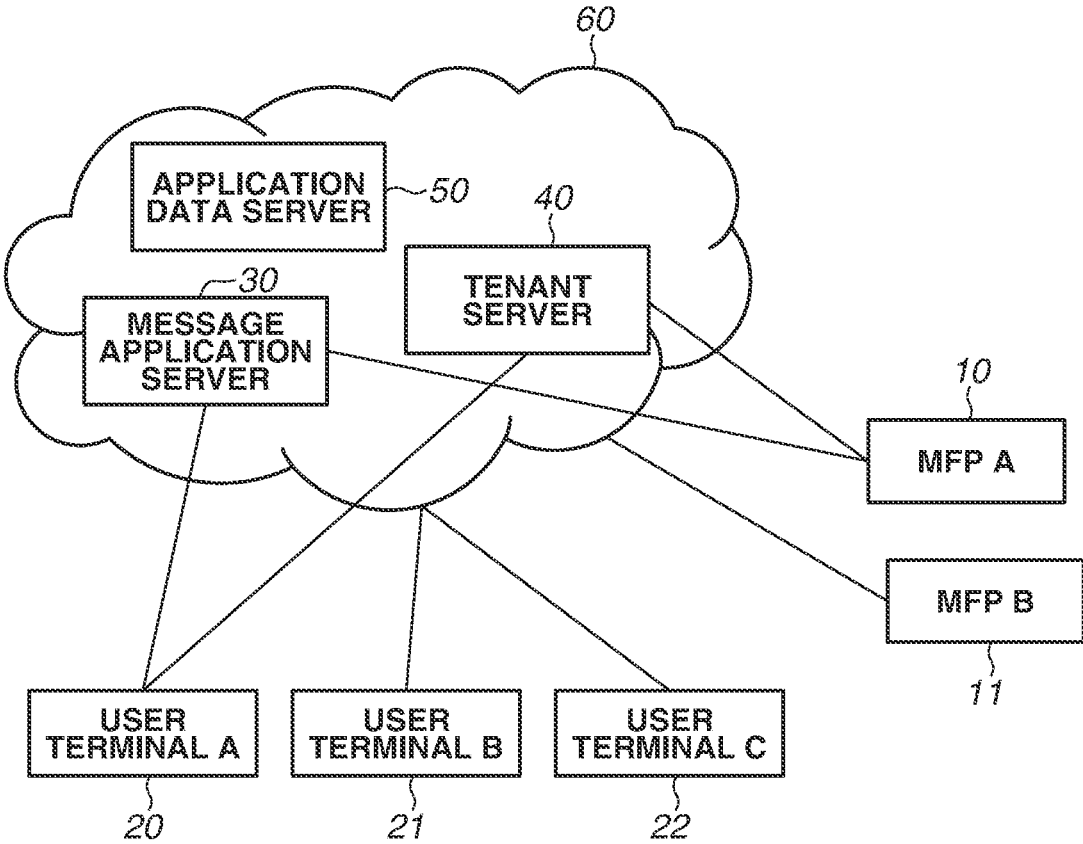 60
APPLICATION
DATA SERVER
50
40
TENANT
SERVER
30
MESSAGE
APPLICATION
SERVER
10
MFP A
MFP B
11
USER
TERMINAL A
20
USER
TERMINAL B
21
USER
TERMINAL C
22